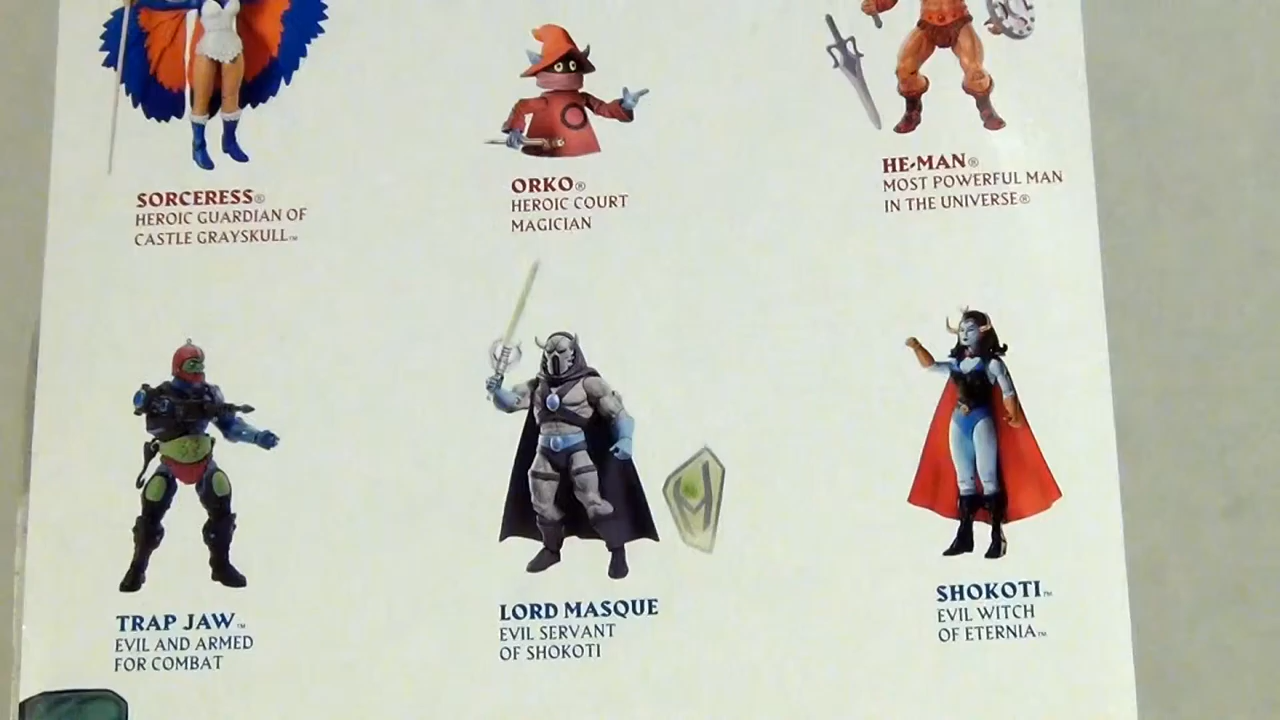 SORCERESS®
HEROIC GUARDIAN OF
CASTLE GRAYSKULL™
ORKO®
HEROIC COURT
MAGICIAN
HE-MAN®
MOST POWERFUL MAN
IN THE UNIVERSE®
TRAP JAW™
EVIL AND ARMED
FOR COMBAT
LORD MASQUE
EVIL SERVANT
OF SHOKOTI
SHOKOTI™
EVIL WITCH
OF ETERNIA™